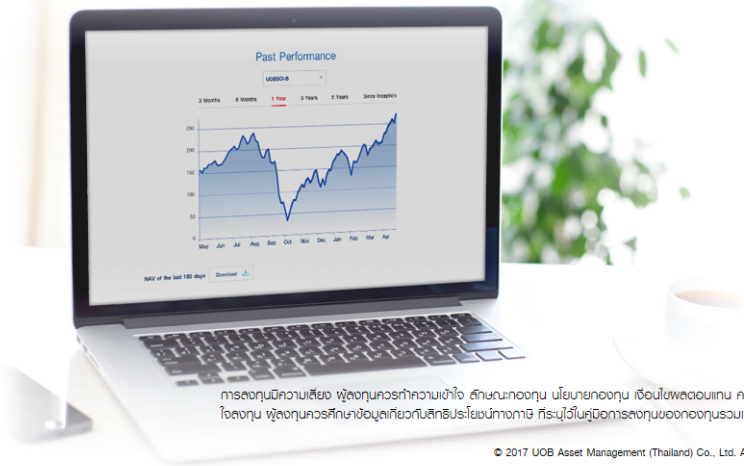 Past Performance
3 Months 6 Months 1 Year 3 Years 5 Years Since Inception
250
200
150
100
50
0
May Jun Jul Aug Sep Oct Nov Dec Jan Feb Mar Apr
NAV of the last 180 days Download
การลงทุนมีความเสี่ยง ผู้ลงทุนควรทำความเข้าใจ ลักษณะกองทุน นโยบายกองทุน เงื่อนไขผลตอบแทน ค
ใจลงทุน ผู้ลงทุนควรศึกษาข้อมูลเกี่ยวกับสิทธิประโยชน์ทางภาษี ที่ระบุไว้ในคู่มือการลงทุนของกองทุนรวมเ
© 2017 UOB Asset Management (Thailand) Co., Ltd. A